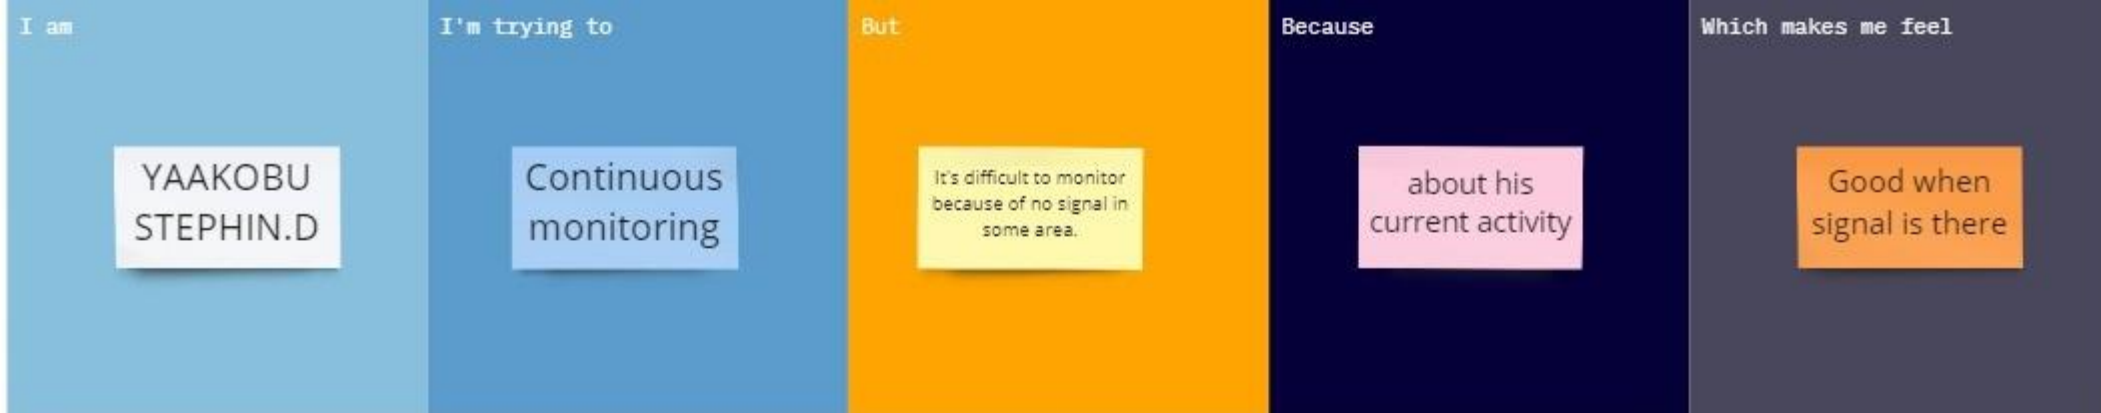 I am
YAAKOBU
STEPHIN.D
I'm trying to
Continuous
monitoring
But
It's difficult to monitor
because of no signal in
some area.
Because
about his
current activity
Which makes me feel
Good when
signal is there